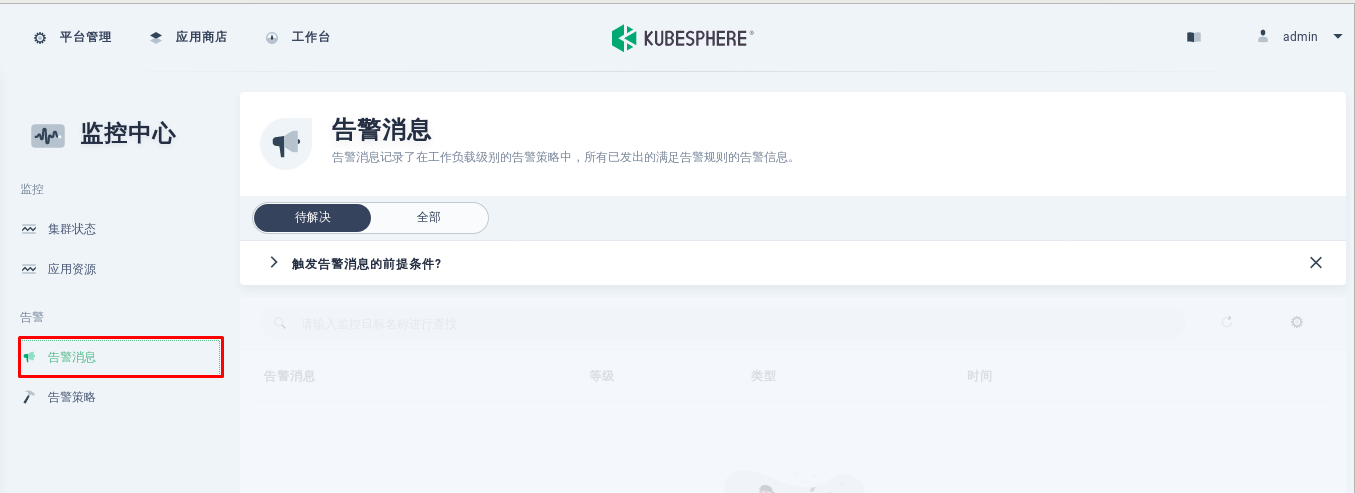 平台管理 应用商店 工作台 KUBESPHERE® admin
监控中心
监控
集群状态
应用资源
告警
告警消息
告警策略
告警消息
告警消息记录了在工作负载级别的告警策略中，所有已发出的满足告警规则的告警信息。
待解决 全部
触发告警消息的前提条件?
请输入监控目标名称进行查找
告警消息 等级 类型 时间